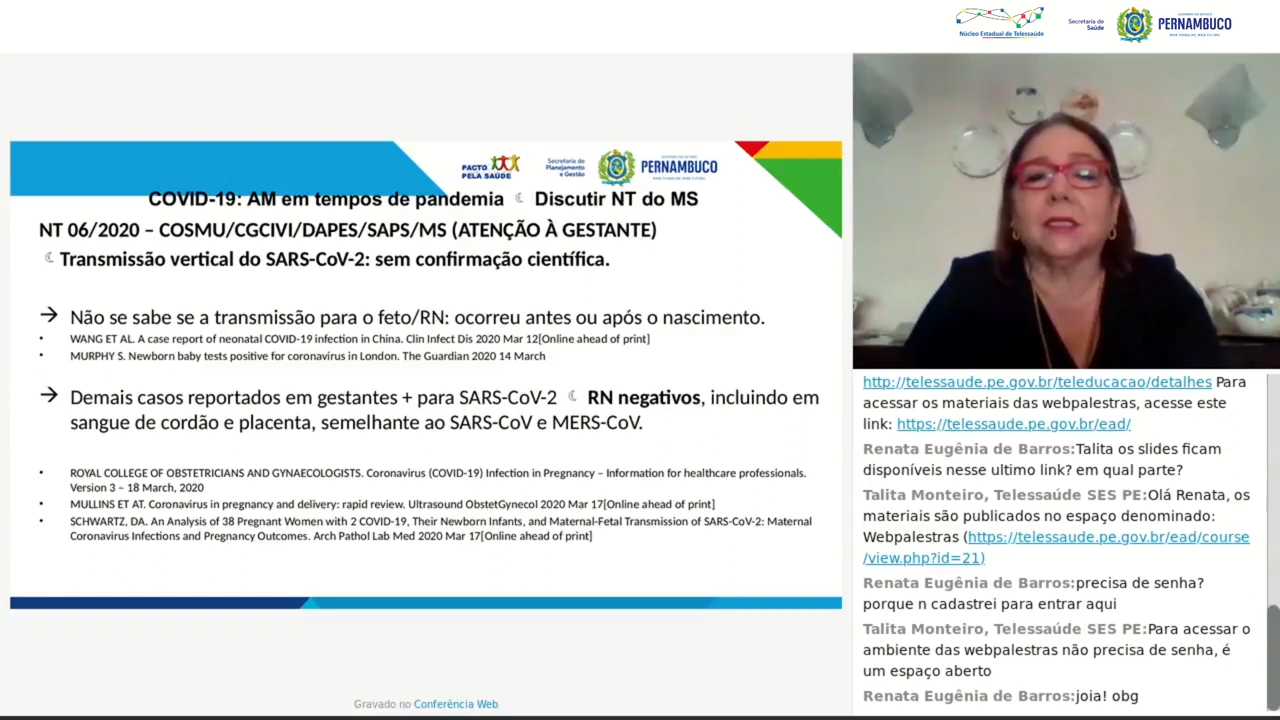 Núcleo Estadual de Telessaúde
Secretaria de
Saúde
PERNAMBUCO
PACTO
PELA SAÚDE
Secretaria de
Planejamento
e Gestão
PERNAMBUCO
COVID-19: AM em tempos de pandemia ☾ Discutir NT do MS
NT 06/2020 – COSMU/CGCIVI/DAPES/SAPS/MS (ATENÇÃO À GESTANTE)
☾ Transmissão vertical do SARS-CoV-2: sem confirmação científica.
→ Não se sabe se a transmissão para o feto/RN: ocorreu antes ou após o nascimento.
• WANG ET AL. A case report of neonatal COVID-19 infection in China. Clin Infect Dis 2020 Mar 12[Online ahead of print]
• MURPHY S. Newborn baby tests positive for coronavirus in London. The Guardian 2020 14 March
→ Demais casos reportados em gestantes + para SARS-CoV-2 ☾ RN negativos, incluindo em
sangue de cordão e placenta, semelhante ao SARS-CoV e MERS-CoV.
• ROYAL COLLEGE OF OBSTETRICIANS AND GYNAECOLOGISTS. Coronavirus (COVID-19) Infection in Pregnancy – Information for healthcare professionals.
Version 3 – 18 March, 2020
• MULLINS ET AT. Coronavirus in pregnancy and delivery: rapid review. Ultrasound ObstetGynecol 2020 Mar 17[Online ahead of print]
• SCHWARTZ, DA. An Analysis of 38 Pregnant Women with 2 COVID-19, Their Newborn Infants, and Maternal-Fetal Transmission of SARS-CoV-2: Maternal
Coronavirus Infections and Pregnancy Outcomes. Arch Pathol Lab Med 2020 Mar 17[Online ahead of print]
Gravado no Conferência Web
http://telessaude.pe.gov.br/teleducacao/detalhes Para
acessar os materiais das webpalestras, acesse este
link: https://telessaude.pe.gov.br/ead/
Renata Eugênia de Barros:Talita os slides ficam
disponíveis nesse ultimo link? em qual parte?
Talita Monteiro, Telessaúde SES PE:Olá Renata, os
materiais são publicados no espaço denominado:
Webpalestras (https://telessaude.pe.gov.br/ead/course
/view.php?id=21)
Renata Eugênia de Barros:precisa de senha?
porque n cadastrei para entrar aqui
Talita Monteiro, Telessaúde SES PE:Para acessar o
ambiente das webpalestras não precisa de senha, é
um espaço aberto
Renata Eugênia de Barros:joia! obg